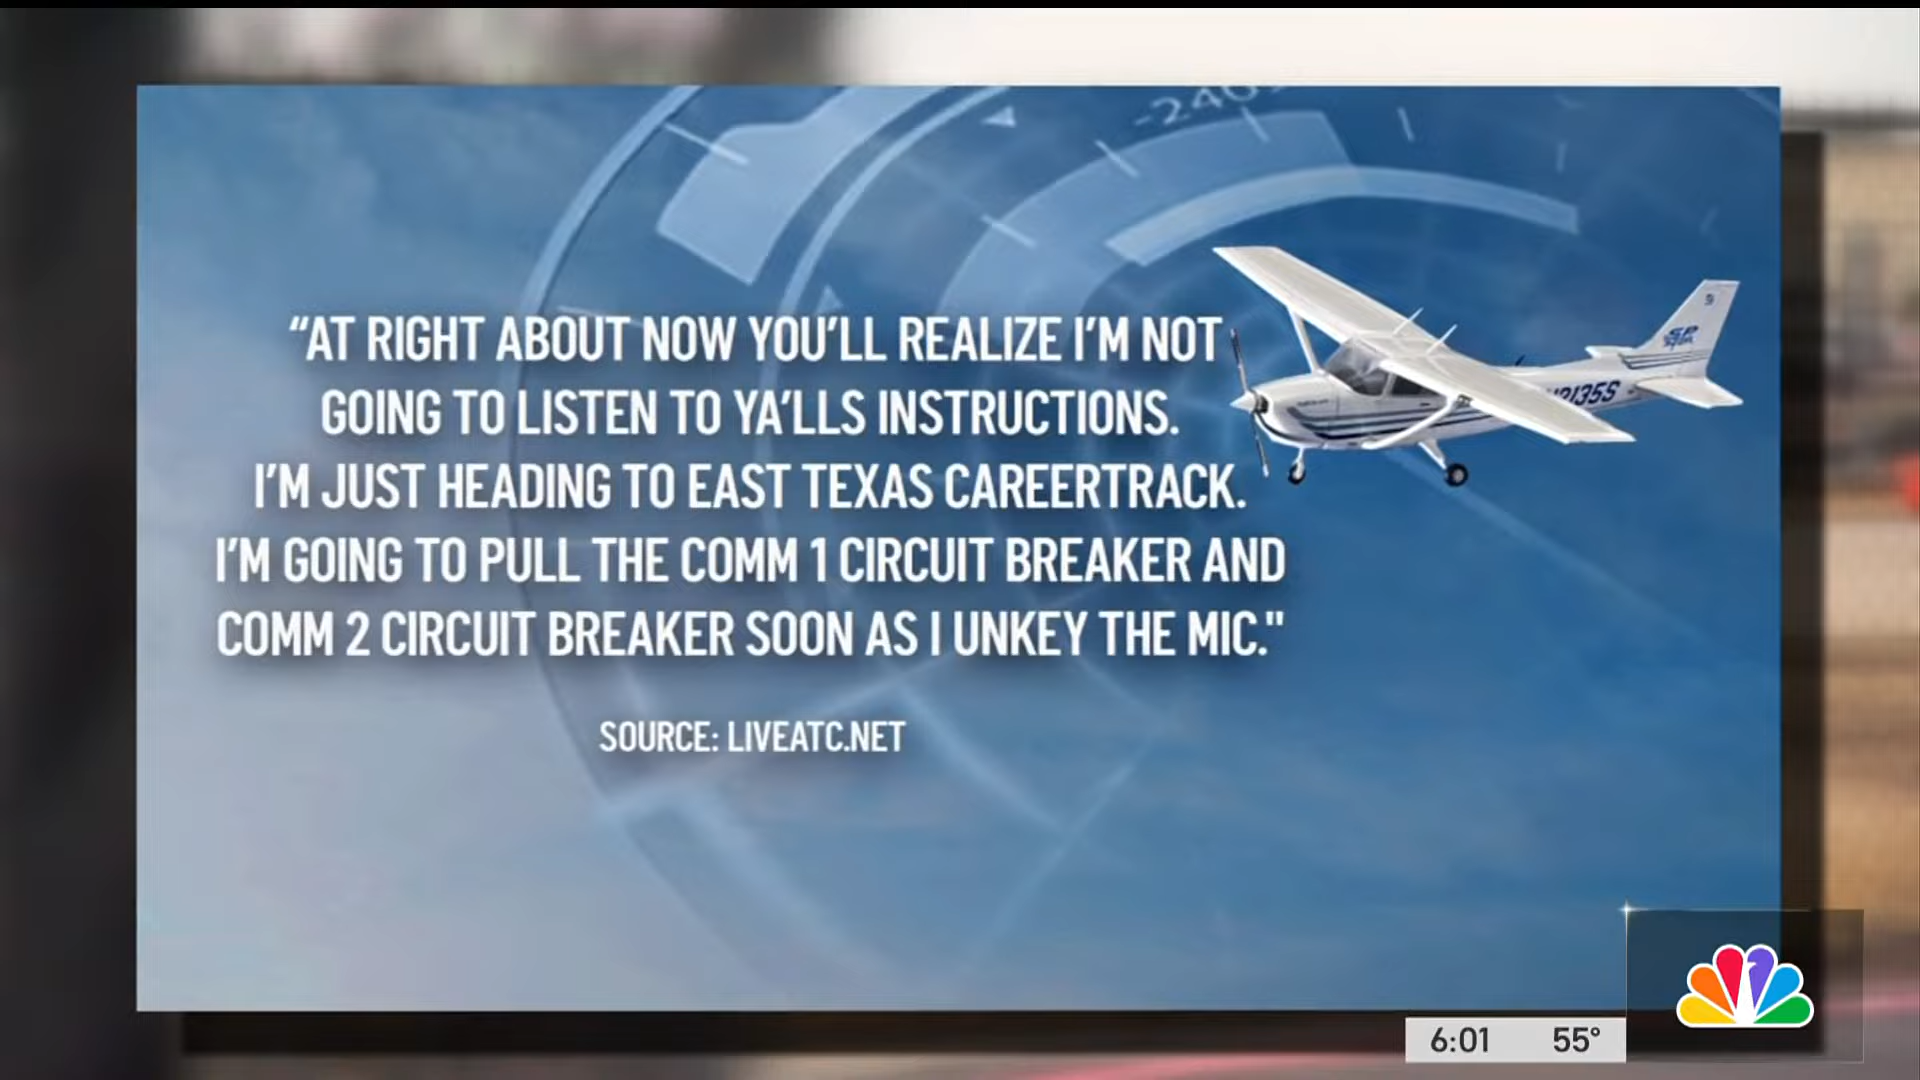 -240
“AT RIGHT ABOUT NOW YOU’LL REALIZE I’M NOT
GOING TO LISTEN TO YA’LLS INSTRUCTIONS.
I’M JUST HEADING TO EAST TEXAS CAREERTRACK.
I’M GOING TO PULL THE COMM 1 CIRCUIT BREAKER AND
COMM 2 CIRCUIT BREAKER SOON AS I UNKEY THE MIC."
SOURCE: LIVEATC.NET
6:01 55°